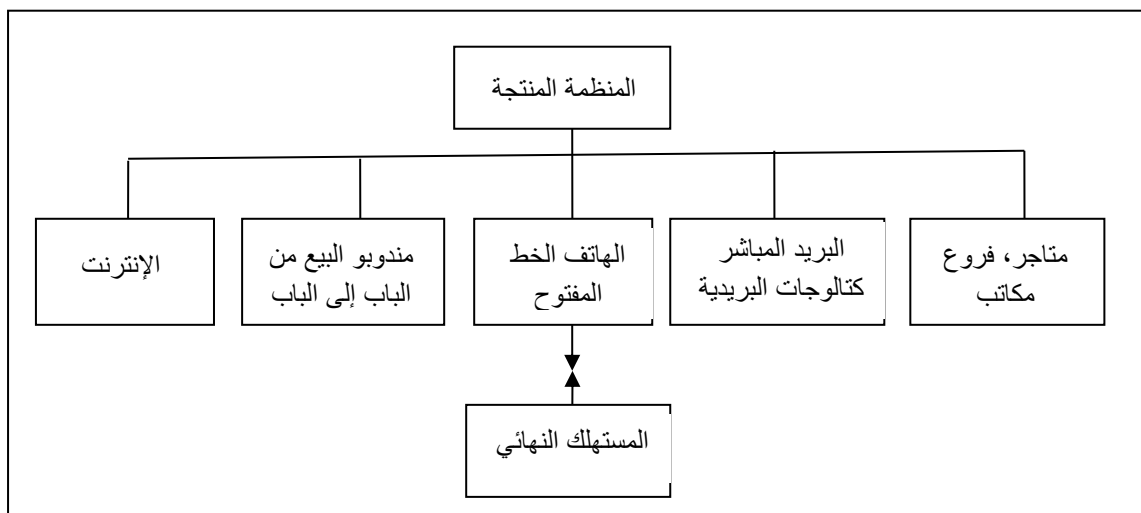 المنظمة المنتجة
متاجر، فروع
مكاتب
البريد المباشر
كتالوجات البريدية
الهاتف الخط
المفتوح
مندوبو البيع من
الباب إلى الباب
الإنترنت
المستهلك النهائي